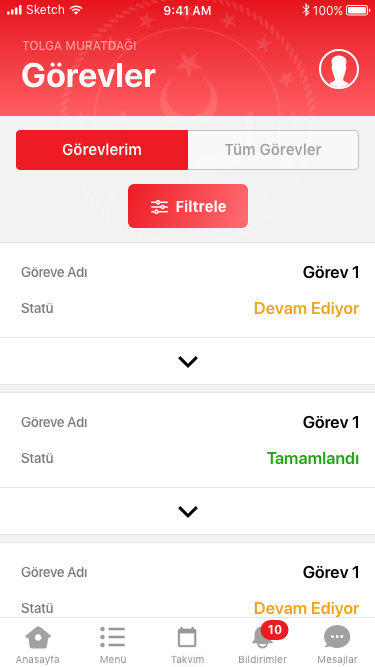 Sketch 9:41 AM 100%
TOLGA MURATDAĞI
Görevler
Görevlerim Tüm Görevler
Filtrele
Göreve Adı Görev 1
Statü Devam Ediyor
Göreve Adı Görev 1
Statü Tamamlandı
Göreve Adı Görev 1
Statü Devam Ediyor
10
Anasayfa Menü Takvim Bildirimler Mesajlar